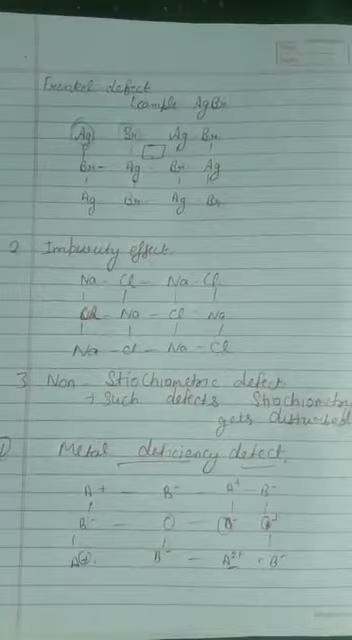 Frenkel defect
Example AgBr
Ag Br Ag Br
Br - Ag - Br Ag
Ag Br - Ag - Br
2 Impurity effect.
Na - Cl - Na - Cl
Cl - Na - Cl - Na
Na - Cl - Na - Cl
3 Non - Stiochiometric defect
→ Such defects Stiochiometry
gets disturbed
① Metal deficiency defect.
A+ - B- - A+ - B-
B- - O - B- A+
A+ B- - A2+ - B-